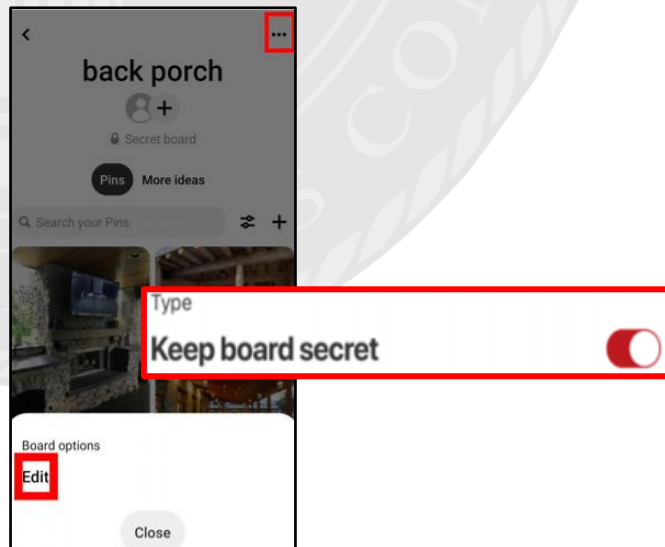 back porch
Secret board
Pins More ideas
Search your Pins
Type
Keep board secret
Board options
Edit
Close